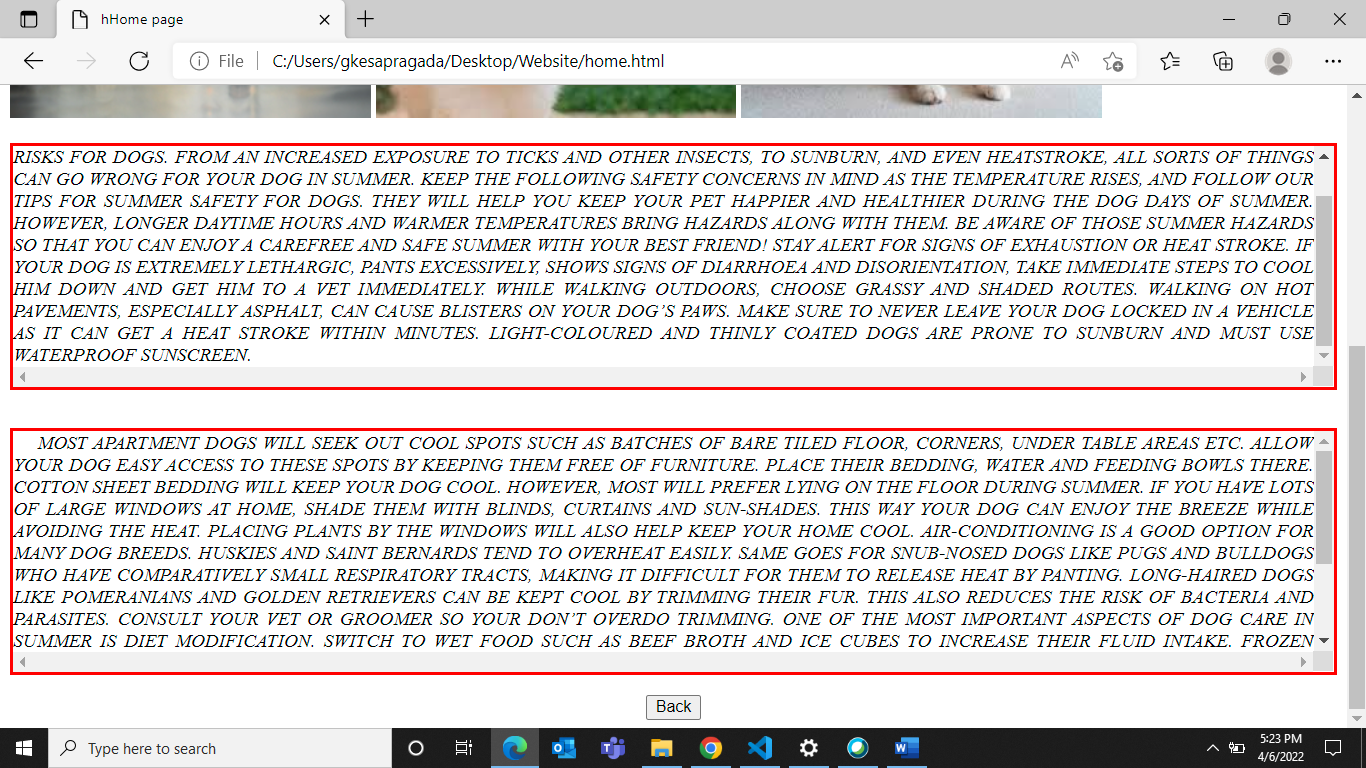 hHome page
File
C:/Users/gkesapragada/Desktop/Website/home.html
RISKS FOR DOGS. FROM AN INCREASED EXPOSURE TO TICKS AND OTHER INSECTS, TO SUNBURN, AND EVEN HEATSTROKE, ALL SORTS OF THINGS
CAN GO WRONG FOR YOUR DOG IN SUMMER. KEEP THE FOLLOWING SAFETY CONCERNS IN MIND AS THE TEMPERATURE RISES, AND FOLLOW OUR
TIPS FOR SUMMER SAFETY FOR DOGS. THEY WILL HELP YOU KEEP YOUR PET HAPPIER AND HEALTHIER DURING THE DOG DAYS OF SUMMER.
HOWEVER, LONGER DAYTIME HOURS AND WARMER TEMPERATURES BRING HAZARDS ALONG WITH THEM. BE AWARE OF THOSE SUMMER HAZARDS
SO THAT YOU CAN ENJOY A CAREFREE AND SAFE SUMMER WITH YOUR BEST FRIEND! STAY ALERT FOR SIGNS OF EXHAUSTION OR HEAT STROKE. IF
YOUR DOG IS EXTREMELY LETHARGIC, PANTS EXCESSIVELY, SHOWS SIGNS OF DIARRHOEA AND DISORIENTATION, TAKE IMMEDIATE STEPS TO COOL
HIM DOWN AND GET HIM TO A VET IMMEDIATELY. WHILE WALKING OUTDOORS, CHOOSE GRASSY AND SHADED ROUTES. WALKING ON HOT
PAVEMENTS, ESPECIALLY ASPHALT, CAN CAUSE BLISTERS ON YOUR DOG'S PAWS. MAKE SURE TO NEVER LEAVE YOUR DOG LOCKED IN A VEHICLE
AS IT CAN GET A HEAT STROKE WITHIN MINUTES. LIGHT-COLOURED AND THINLY COATED DOGS ARE PRONE TO SUNBURN AND MUST USE
WATERPROOF SUNSCREEN.
MOST APARTMENT DOGS WILL SEEK OUT COOL SPOTS SUCH AS BATCHES OF BARE TILED FLOOR, CORNERS, UNDER TABLE AREAS ETC. ALLOW
YOUR DOG EASY ACCESS TO THESE SPOTS BY KEEPING THEM FREE OF FURNITURE. PLACE THEIR BEDDING, WATER AND FEEDING BOWLS THERE.
COTTON SHEET BEDDING WILL KEEP YOUR DOG COOL. HOWEVER, MOST WILL PREFER LYING ON THE FLOOR DURING SUMMER. IF YOU HAVE LOTS
OF LARGE WINDOWS AT HOME, SHADE THEM WITH BLINDS, CURTAINS AND SUN-SHADES. THIS WAY YOUR DOG CAN ENJOY THE BREEZE WHILE
AVOIDING THE HEAT. PLACING PLANTS BY THE WINDOWS WILL ALSO HELP KEEP YOUR HOME COOL. AIR-CONDITIONING IS A GOOD OPTION FOR
MANY DOG BREEDS. HUSKIES AND SAINT BERNARDS TEND TO OVERHEAT EASILY. SAME GOES FOR SNUB-NOSED DOGS LIKE PUGS AND BULLDOGS
WHO HAVE COMPARATIVELY SMALL RESPIRATORY TRACTS, MAKING IT DIFFICULT FOR THEM TO RELEASE HEAT BY PANTING. LONG-HAIRED DOGS
LIKE POMERANIANS AND GOLDEN RETRIEVERS CAN BE KEPT COOL BY TRIMMING THEIR FUR. THIS ALSO REDUCES THE RISK OF BACTERIA AND
PARASITES. CONSULT YOUR VET OR GROOMER SO YOUR DON'T OVERDO TRIMMING. ONE OF THE MOST IMPORTANT ASPECTS OF DOG CARE IN
SUMMER IS DIET MODIFICATION. SWITCH TO WET FOOD SUCH AS BEEF BROTH AND ICE CUBES TO INCREASE THEIR FLUID INTAKE. FROZEN
Back
Type here to search
5:23 PM
4/6/2022